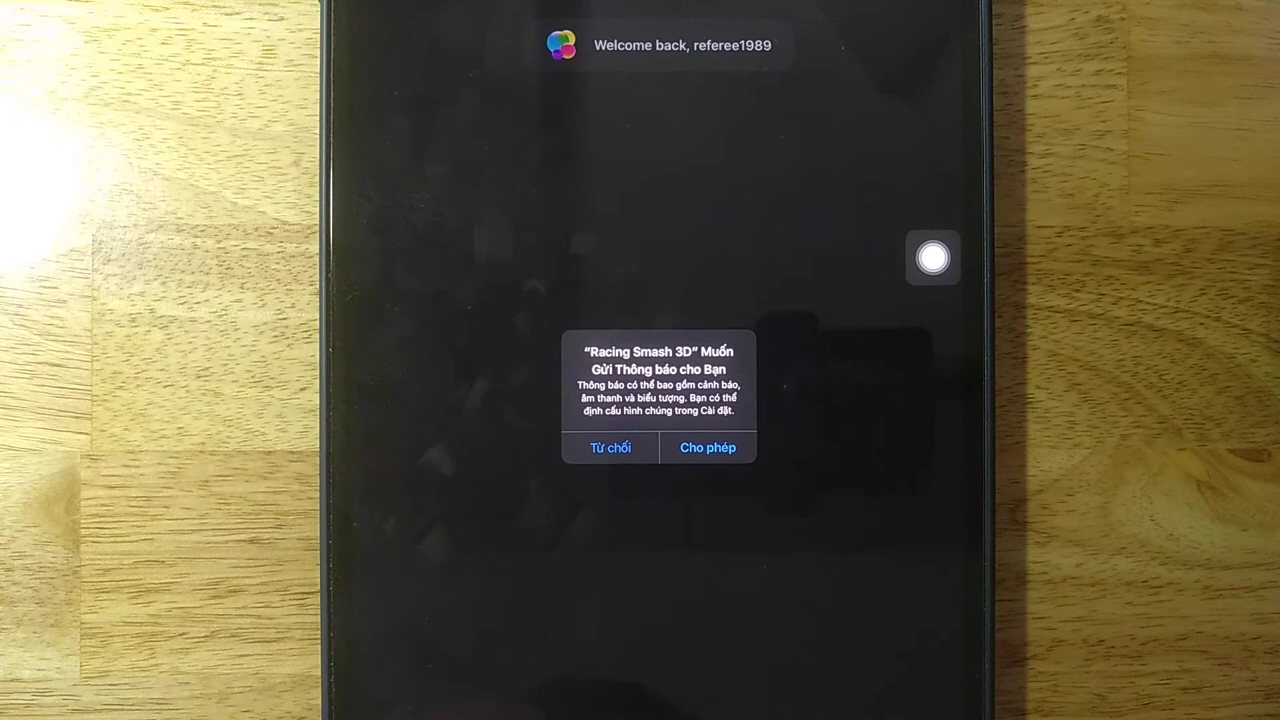 Welcome back, referee1989
“Racing Smash 3D” Muốn
Gửi Thông báo cho Bạn
Thông báo có thể bao gồm cảnh báo,
âm thanh và biểu tượng. Bạn có thể
định cấu hình chúng trong Cài đặt.
Từ chối
Cho phép